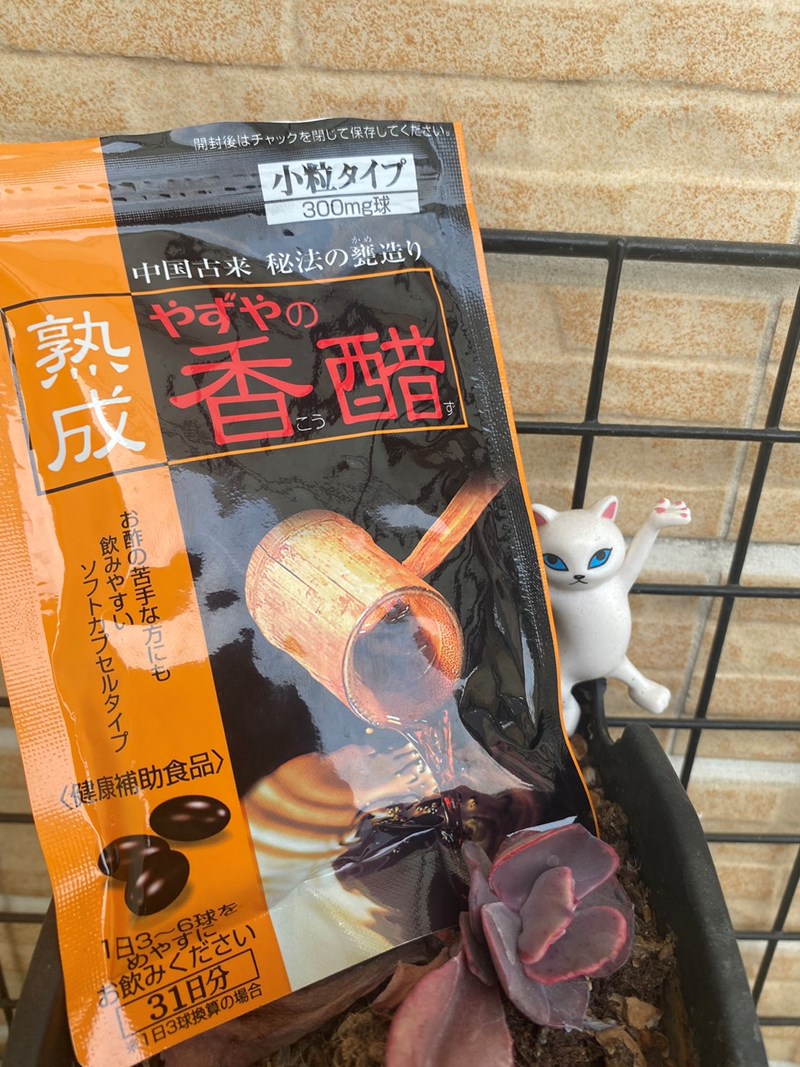 開封後はチャックを閉じて保存してください。
小粒タイプ
300mg球
中国古来 秘法の甕造り
かめ
熟成
やずやの
香醋
こうず
お酢の苦手な方にも
飲みやすい
ソフトカプセルタイプ
〈健康補助食品〉
1日3〜6球を
めやすに
お飲みください
31日分
※1日3球換算の場合